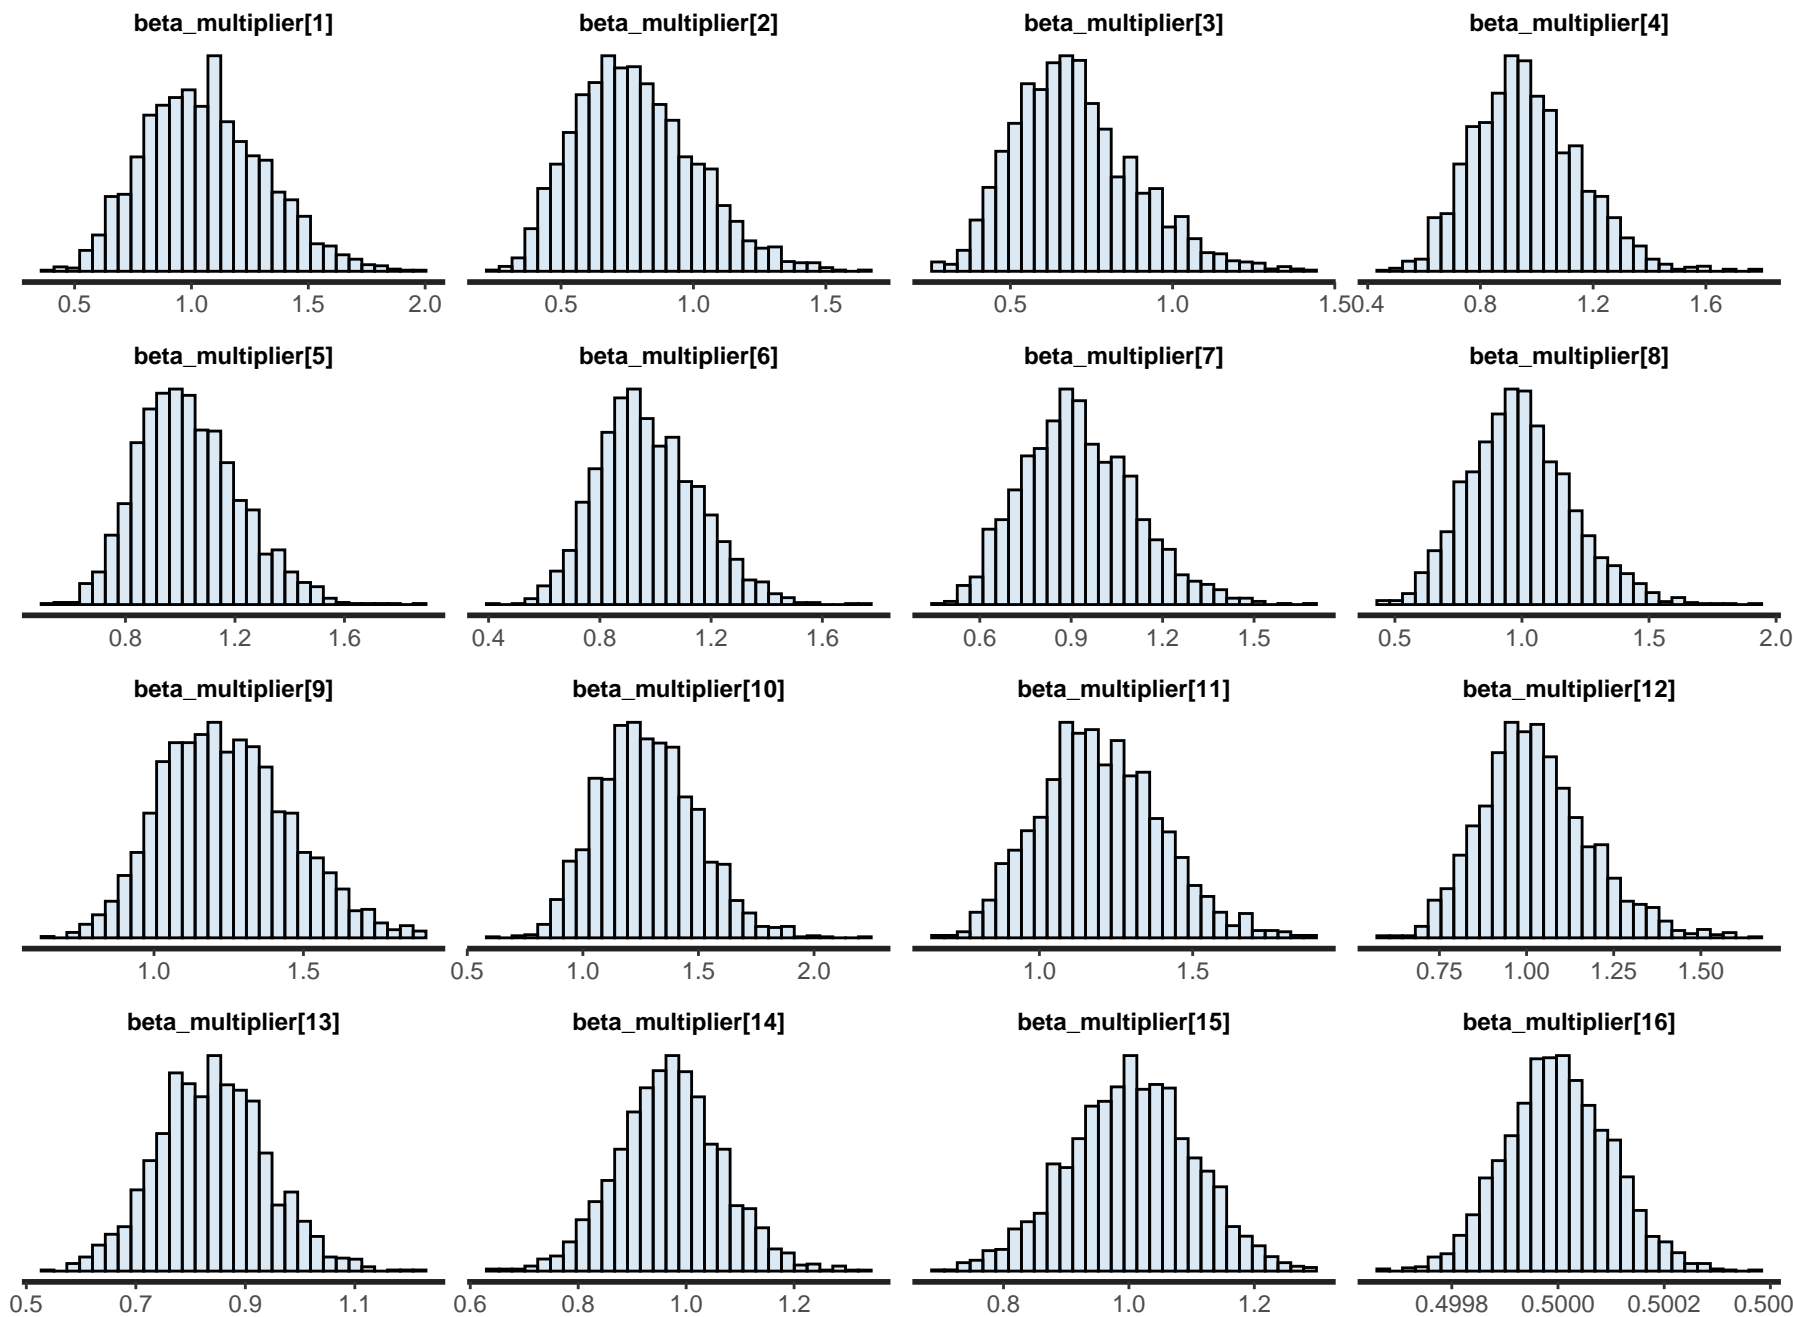 beta_multiplier[1] beta_multiplier[2] beta_multiplier[3] beta_multiplier[4]
0.5 1.0 1.5 2.0 0.5 1.0 1.5 0.5 1.0 1.5 0.4 0.8 1.2 1.6
beta_multiplier[5] beta_multiplier[6] beta_multiplier[7] beta_multiplier[8]
0.8 1.2 1.6 0.4 0.8 1.2 1.6 0.6 0.9 1.2 1.5 0.5 1.0 1.5 2.0
beta_multiplier[9] beta_multiplier[10] beta_multiplier[11] beta_multiplier[12]
1.0 1.5 0.5 1.0 1.5 2.0 1.0 1.5 0.75 1.00 1.25 1.50
beta_multiplier[13] beta_multiplier[14] beta_multiplier[15] beta_multiplier[16]
0.5 0.7 0.9 1.1 0.6 0.8 1.0 1.2 0.8 1.0 1.2 0.4998 0.5000 0.5002 0.500